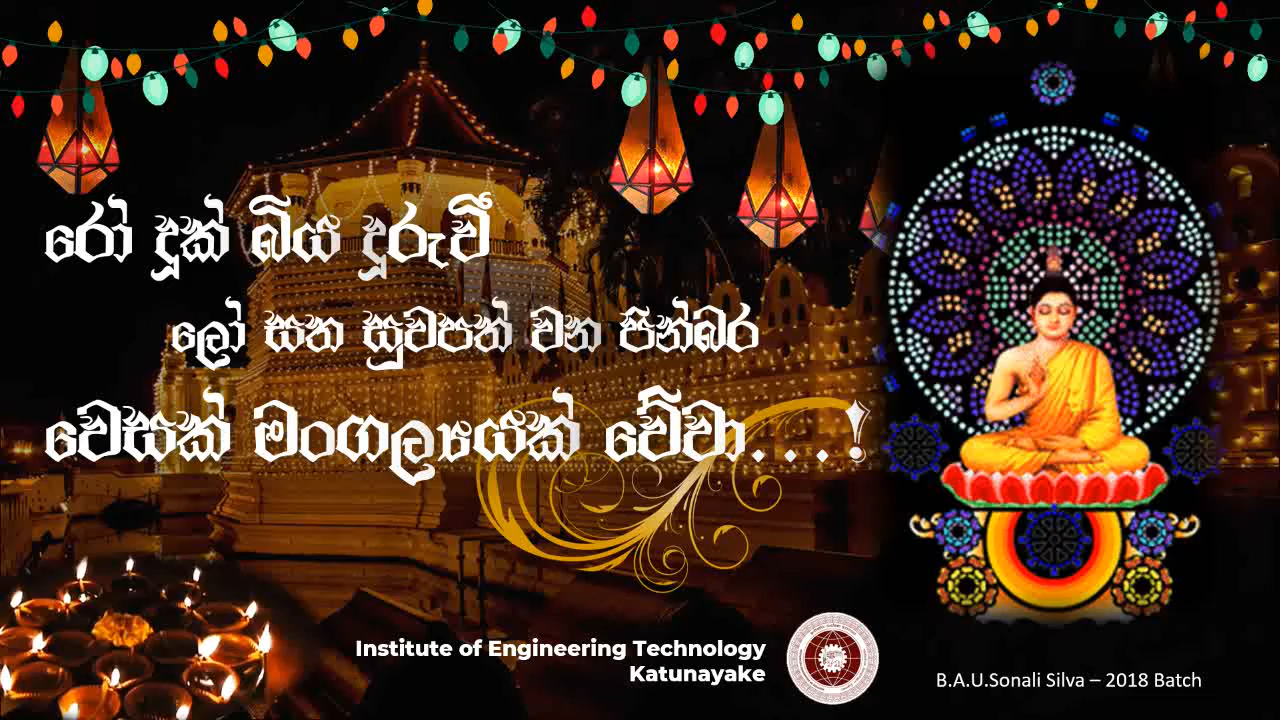 රෝ දුක් බිය දුරුවී
ලෝ සත සුවපත් වන පින්බර
වෙසක් මංගල්‍යයක් වේවා...!
Institute of Engineering Technology
Katunayake
B.A.U.Sonali Silva – 2018 Batch